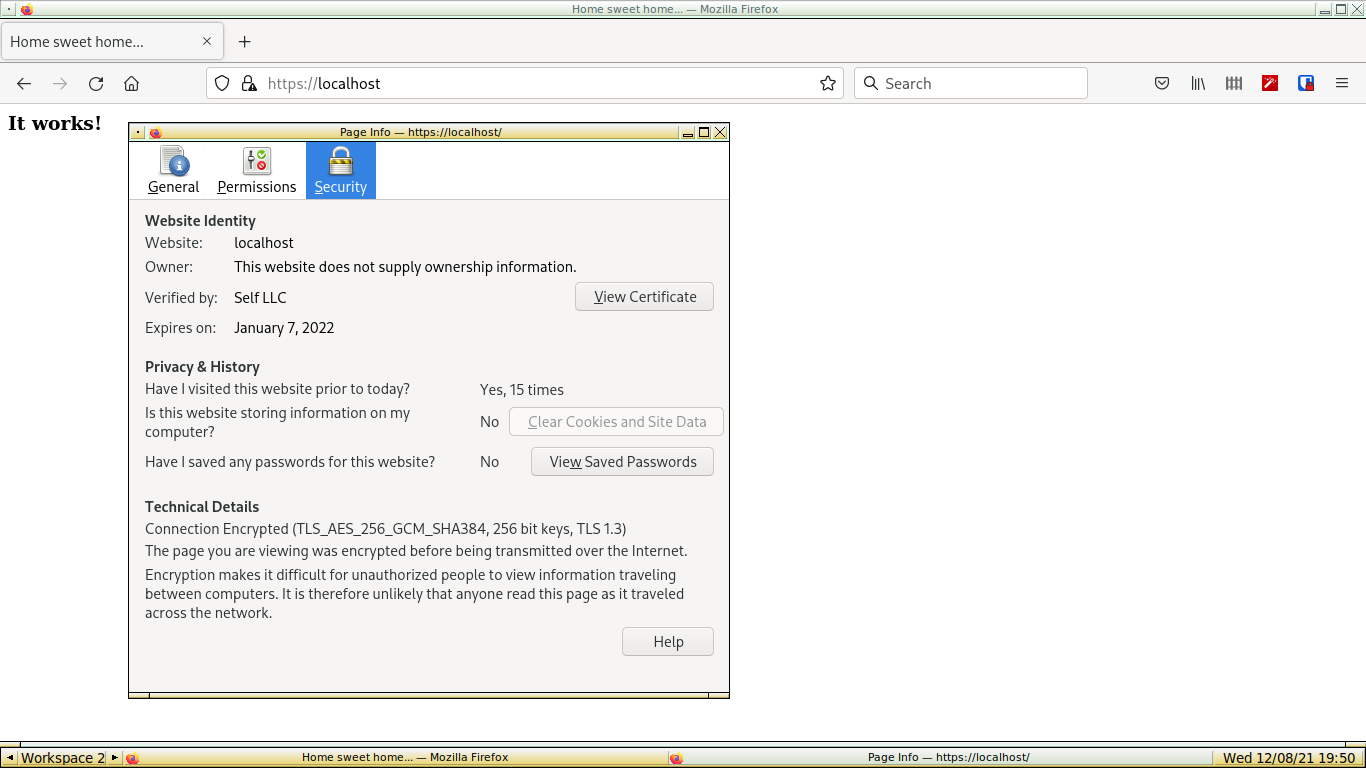 Home sweet home... — Mozilla Firefox
Home sweet home...
https://localhost
Search
It works!
Page Info — https://localhost/
General Permissions Security
Website Identity
Website: localhost
Owner: This website does not supply ownership information.
Verified by: Self LLC View Certificate
Expires on: January 7, 2022
Privacy & History
Have I visited this website prior to today? Yes, 15 times
Is this website storing information on my
computer?
No Clear Cookies and Site Data
Have I saved any passwords for this website? No View Saved Passwords
Technical Details
Connection Encrypted (TLS_AES_256_GCM_SHA384, 256 bit keys, TLS 1.3)
The page you are viewing was encrypted before being transmitted over the Internet.
Encryption makes it difficult for unauthorized people to view information traveling
between computers. It is therefore unlikely that anyone read this page as it traveled
across the network.
Help
Workspace 2 Home sweet home... — Mozilla Firefox Page Info — https://localhost/ Wed 12/08/21 19:50